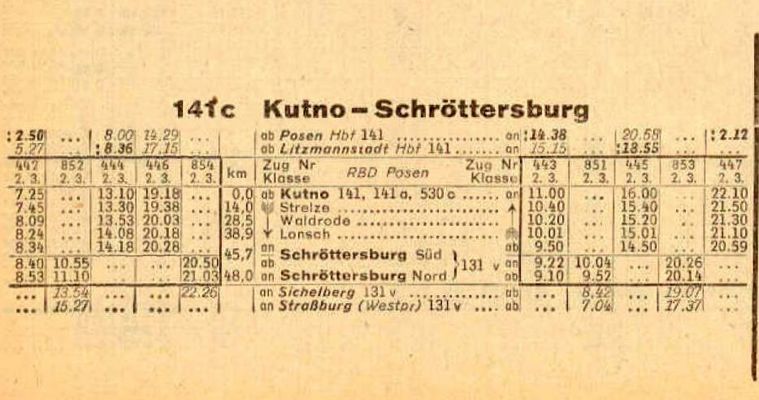 141c Kutno – Schröttersburg
:2.50 ... 8.00 14.29 ... ab Posen Hbf 141 ... an :14.38 ... 20.58 ... :2.12
5.27 ... :8.36 17.15 ... ab Litzmannstadt Hbf 141 ... an 15.15 ... :18.55 ... ...
442 852 444 446 854 km Zug Nr RBD Posen Zug Nr 443 851 445 853 447
2. 3. 2. 3. 2. 3. 2. 3. 2. 3. Klasse Klasse 2. 3. 2. 3. 2. 3. 2. 3. 2. 3.
7.25 ... 13.10 19.18 ... 0,0 ab Kutno 141, 141a, 530c ... an 11.00 ... 16.00 ... 22.10
7.45 ... 13.30 19.38 ... 14,0 Strelze ... 10.40 ... 15.40 ... 21.50
8.09 ... 13.53 20.03 ... 28,5 Waldrode ... 10.20 ... 15.20 ... 21.30
8.24 ... 14.08 20.18 ... 38,9 Lonsch ... 10.01 ... 15.01 ... 21.10
8.34 ... 14.18 20.28 ... 45,7 an Schröttersburg Süd ab 9.50 ... 14.50 ... 20.59
8.40 10.55 ... ... 20.50 ab 131 v an 9.22 10.04 ... 20.26 ...
8.53 11.10 ... ... 21.03 48,0 an Schröttersburg Nord ab 9.10 9.52 ... 20.14 ...
... 13.54 ... ... 22.26 an Sichelberg 131v ... ab ... 8.42 ... 19.07 ...
... 15.27 ... ... ... an Straßburg (Westpr) 131v ... ab ... 7.04 ... 17.37 ...